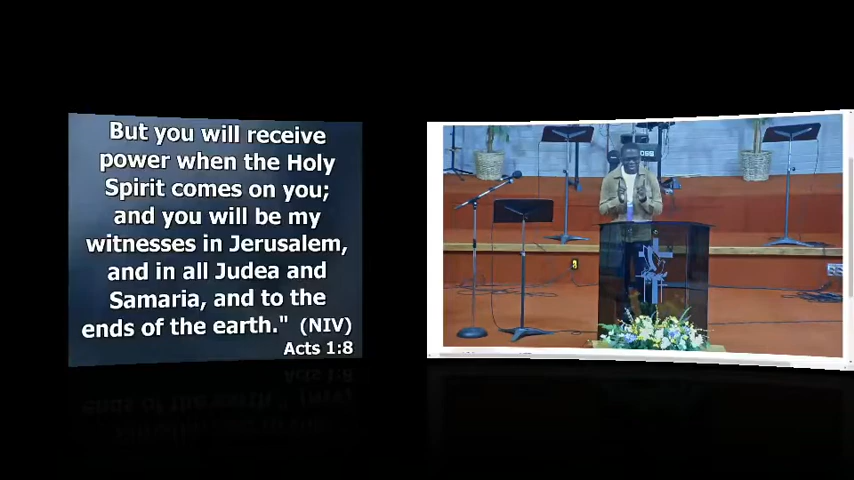 But you will receive
power when the Holy
Spirit comes on you;
and you will be my
witnesses in Jerusalem,
and in all Judea and
Samaria, and to the
ends of the earth." (NIV)
Acts 1:8